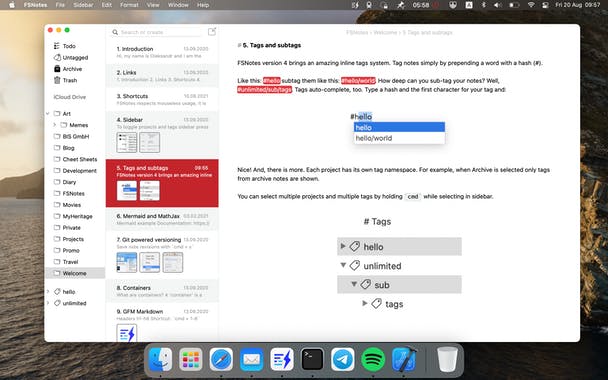 FSNotes File Sidebar Edit Format View Window Help
05:58 A Fri 20 Aug 09:57
Todo
Untagged
Archive
Trash
iCloud Drive
Art
Memes
BIS GmbH
Blog
Cheet Sheets
Development
Diary
FSNotes
Movies
MyHeritage
Private
Projects
Promo
Travel
Welcome
hello
unlimited
Search or create
1. Introduction 13.09.2020
Hi, my name is Oleksandr and I am the
2. Links 13.09.2020
1. Introduction 2. Links 3. Shortcuts 4.
3. Shortcuts 16.08.2021
FSNotes respects mouseless usage, it is
4. Sidebar 13.09.2020
To toggle projects and tags sidebar press
5. Tags and subtags 09:55
FSNotes version 4 brings an amazing inline
6. Mermaid and MathJax 03.02.2021
Mermaid example Documentation: https://
7. Git powered versioning 13.09.2020
Save note revisions with `cmd + s`
8. Containers 13.09.2020
What are containers? A 'container' is a
9. GFM Markdown 13.09.2020
Headers h1-h6 Shortcuts: `cmd + 1-6`
FSNotes › Welcome › 5 Tags and subtags
# 5. Tags and subtags
FSNotes version 4 brings an amazing inline tags system. Tag notes simply by prepending a word with a hash (#).
Like this: #hello subtag them like this: #hello/world How deep can you sub-tag your notes? Well,
#unlimited/sub/tags Tags auto-complete, too. Type a hash and the first character for your tag and:
#hello
hello
hello/world
Nice! And, there is more. Each project has its own tag namespace. For example, when Archive is selected only tags
from archive notes are shown.
You can select multiple projects and multiple tags by holding `cmd` while selecting in sidebar.
# Tags
hello
unlimited
sub
tags